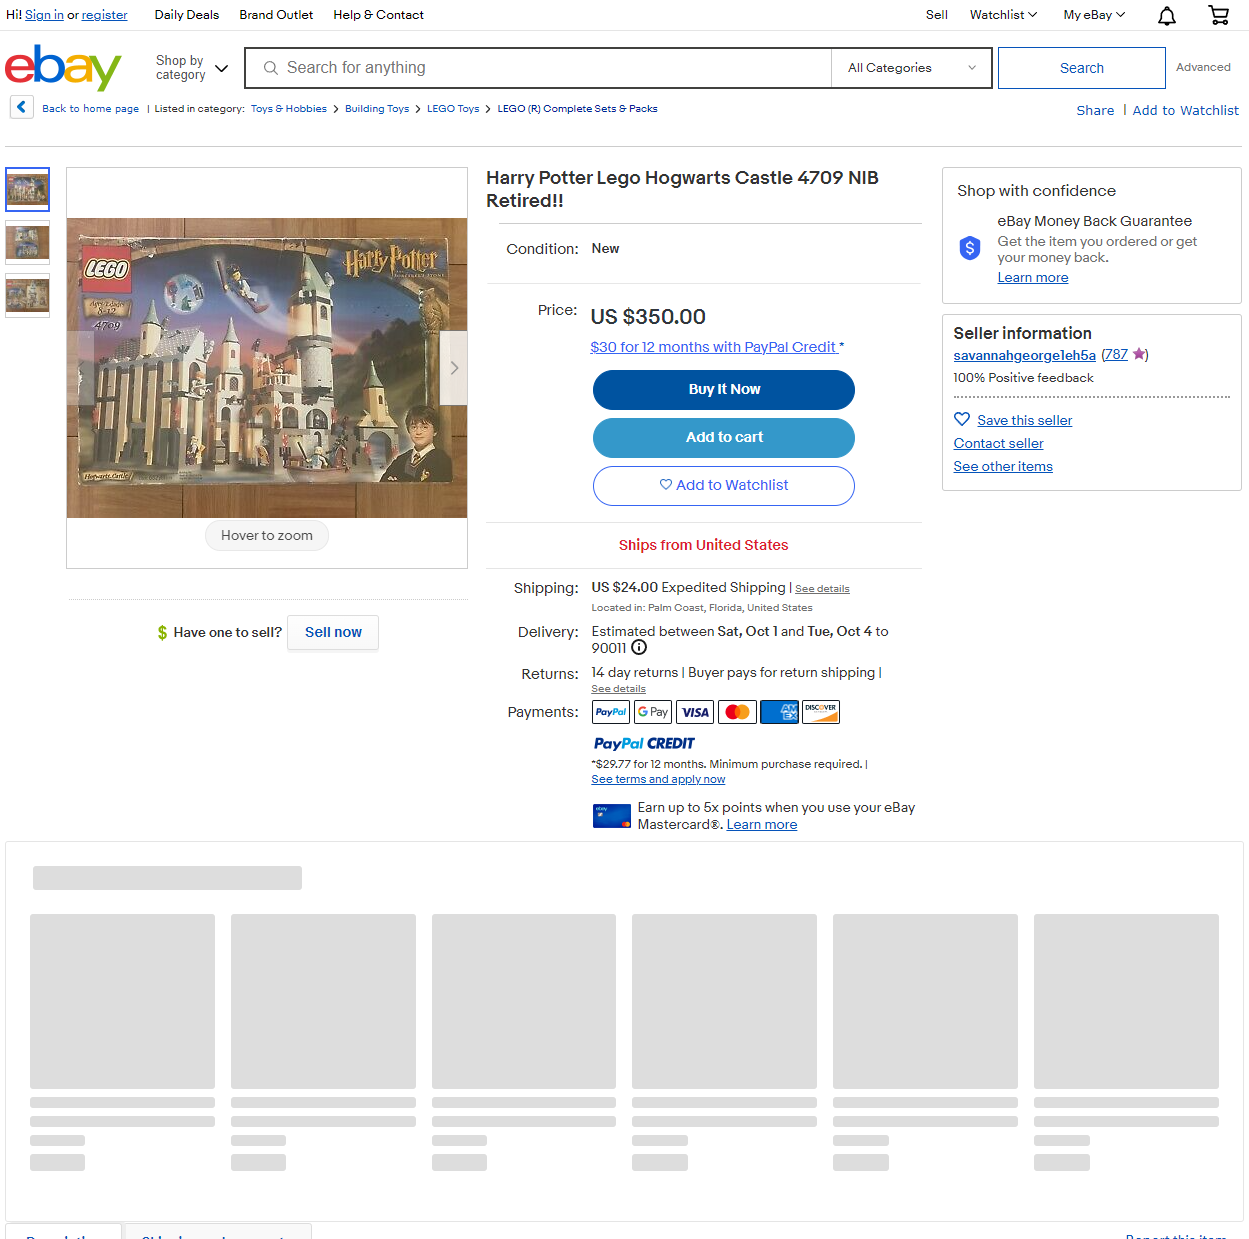 Hi! Sign in or register
Daily Deals
Brand Outlet
Help & Contact
Sell
Watchlist
My eBay
ebay
Shop by category
Search for anything
All Categories
Search
Advanced
Back to home page | Listed in category: Toys & Hobbies > Building Toys > LEGO Toys > LEGO (R) Complete Sets & Packs
Share | Add to Watchlist
LEGO
Harry Potter
8-12
4709
Hogwarts Castle
Hover to zoom
Have one to sell? Sell now
Harry Potter Lego Hogwarts Castle 4709 NIB
Retired!!
Condition: New
Price: US $350.00
$30 for 12 months with PayPal Credit *
Buy It Now
Add to cart
Add to Watchlist
Ships from United States
Shipping: US $24.00 Expedited Shipping | See details
Located in: Palm Coast, Florida, United States
Delivery: Estimated between Sat, Oct 1 and Tue, Oct 4 to
90011
Returns: 14 day returns | Buyer pays for return shipping |
See details
Payments: PayPal G Pay VISA AM EX DISCOVER
PayPal CREDIT
*$29.77 for 12 months. Minimum purchase required. |
See terms and apply now
Earn up to 5x points when you use your eBay
Mastercard®. Learn more
Shop with confidence
eBay Money Back Guarantee
Get the item you ordered or get
your money back.
Learn more
Seller information
savannahgeorge1eh5a (787)
100% Positive feedback
Save this seller
Contact seller
See other items